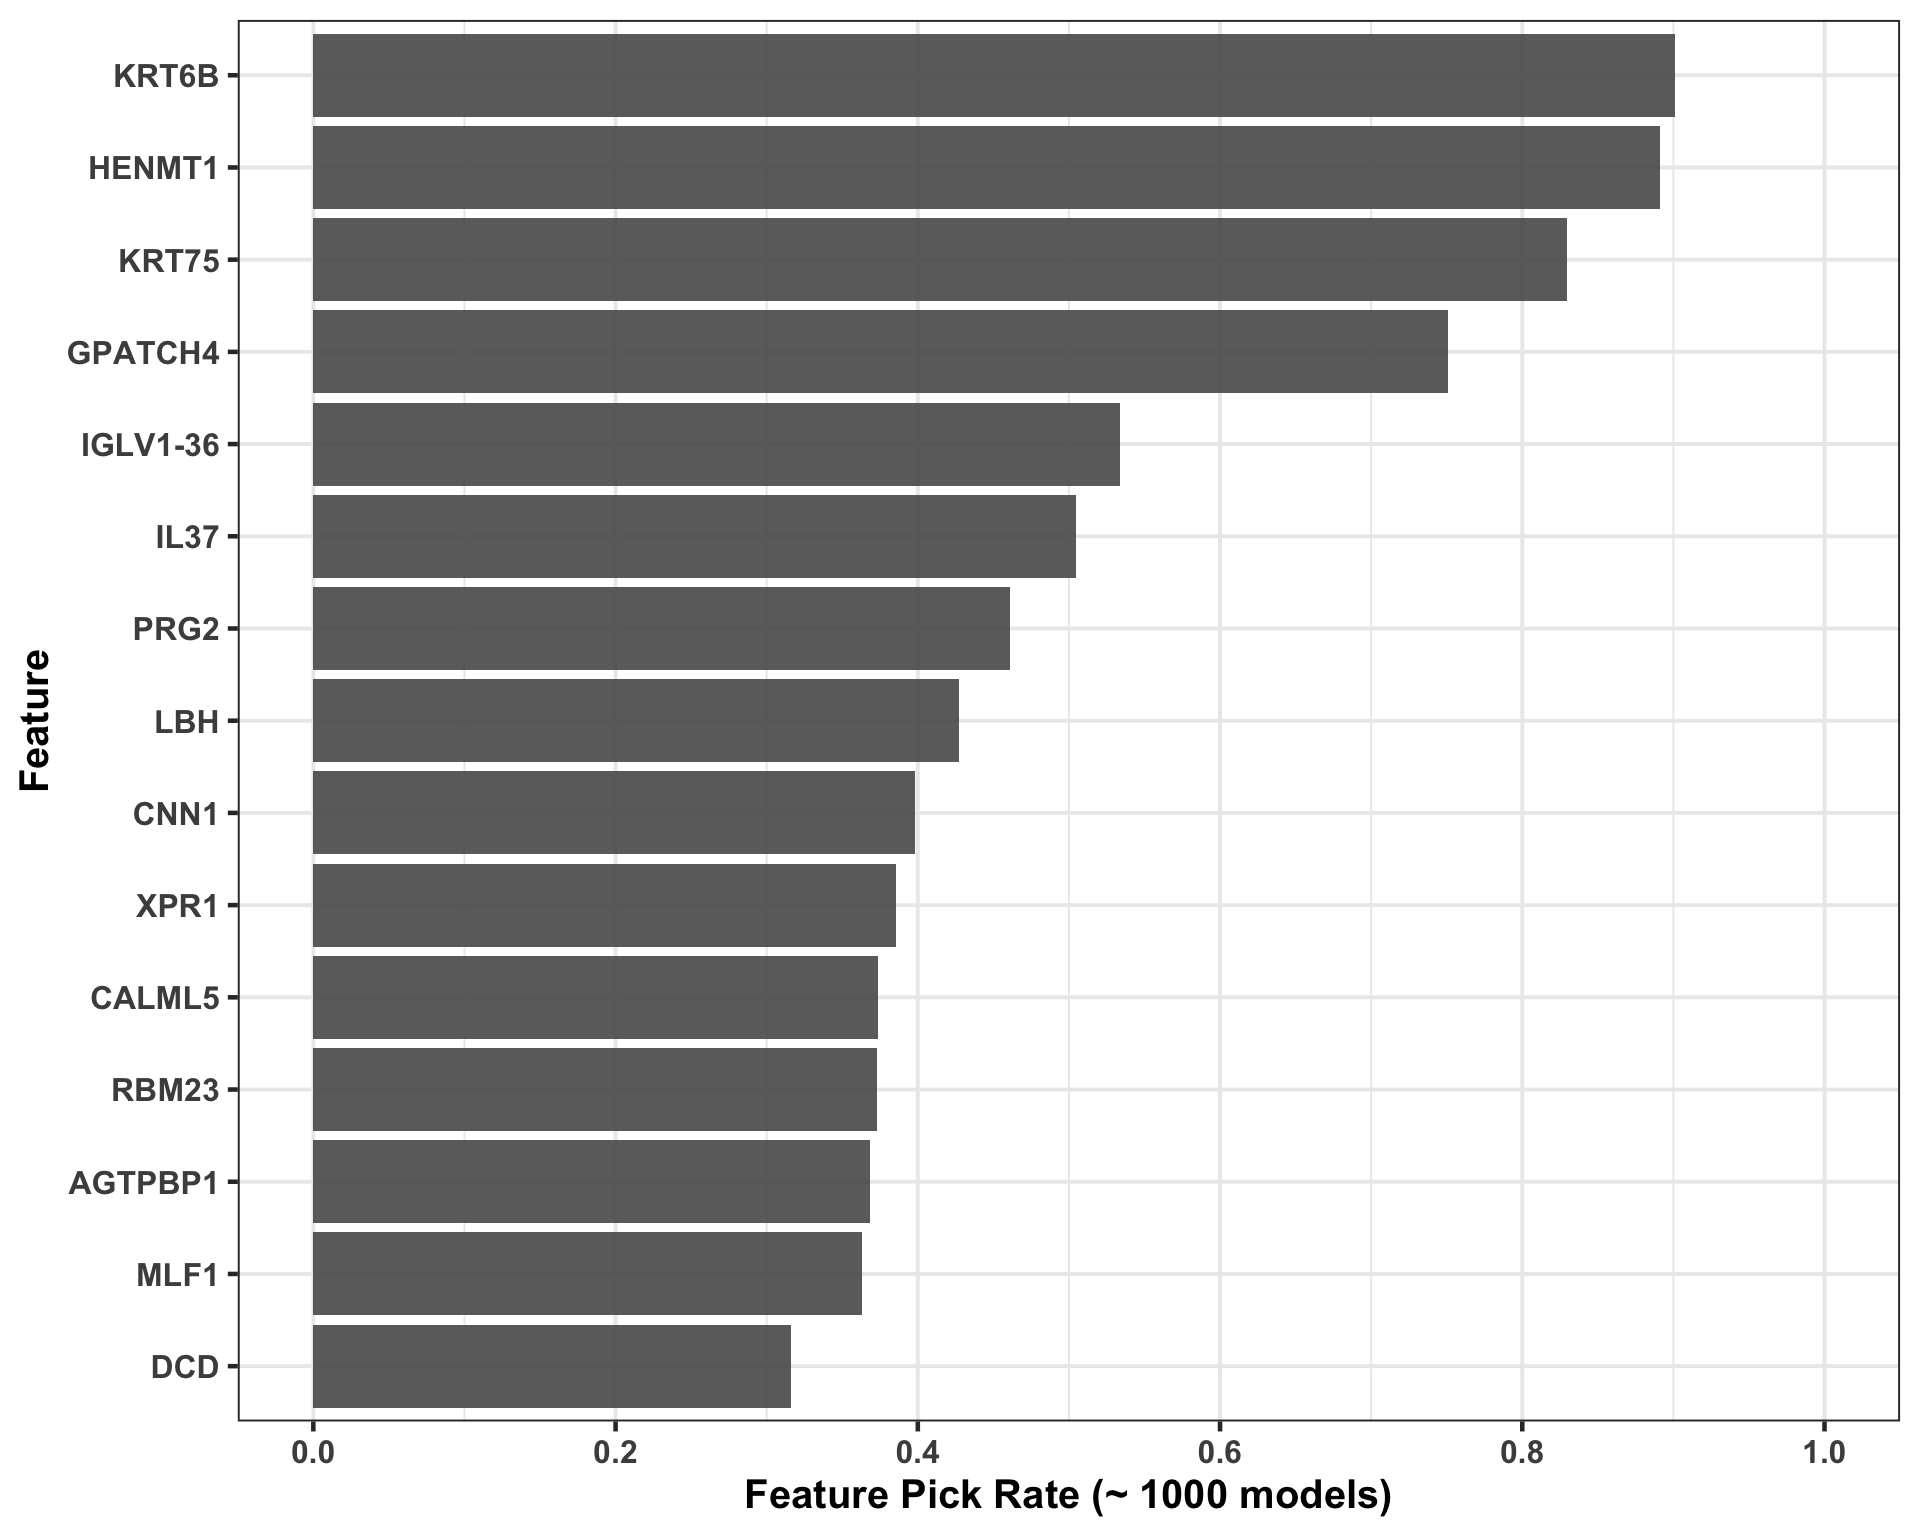 KRT6B
HENMT1
KRT75
GPATCH4
IGLV1-36
IL37
PRG2
LBH
CNN1
XPR1
CALML5
RBM23
AGTPBP1
MLF1
DCD
Feature
0.0 0.2 0.4 0.6 0.8 1.0
Feature Pick Rate (~ 1000 models)